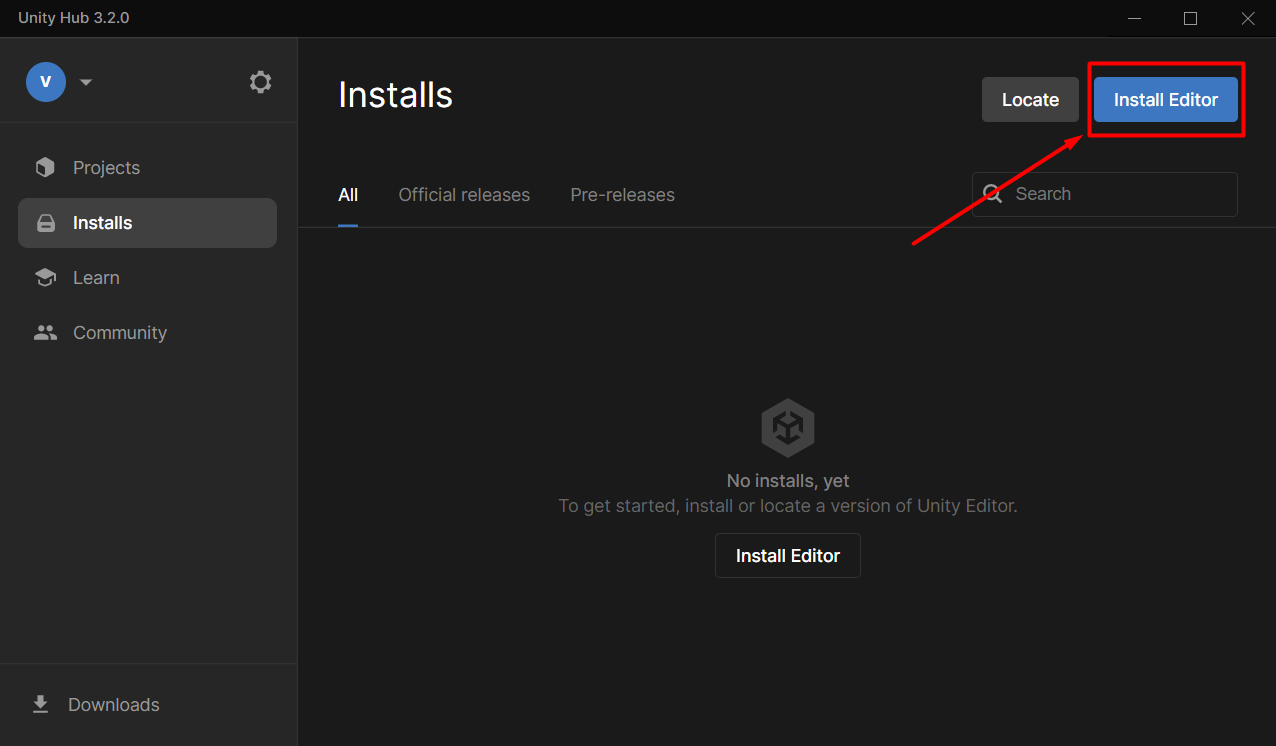 Unity Hub 3.2.0
V
Projects
Installs
Learn
Community
Downloads
Installs
Locate
Install Editor
All
Official releases
Pre-releases
Search
No installs, yet
To get started, install or locate a version of Unity Editor.
Install Editor